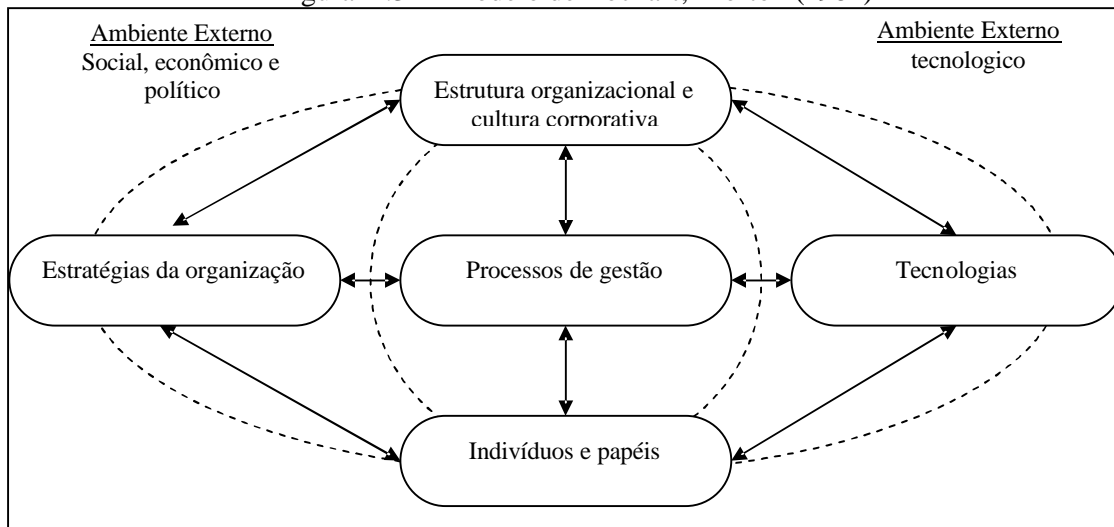 Ambiente Externo
Social, econômico e
político
Ambiente Externo
tecnologico
Estrutura organizacional e
cultura corporativa
Estratégias da organização
Processos de gestão
Tecnologias
Indivíduos e papéis